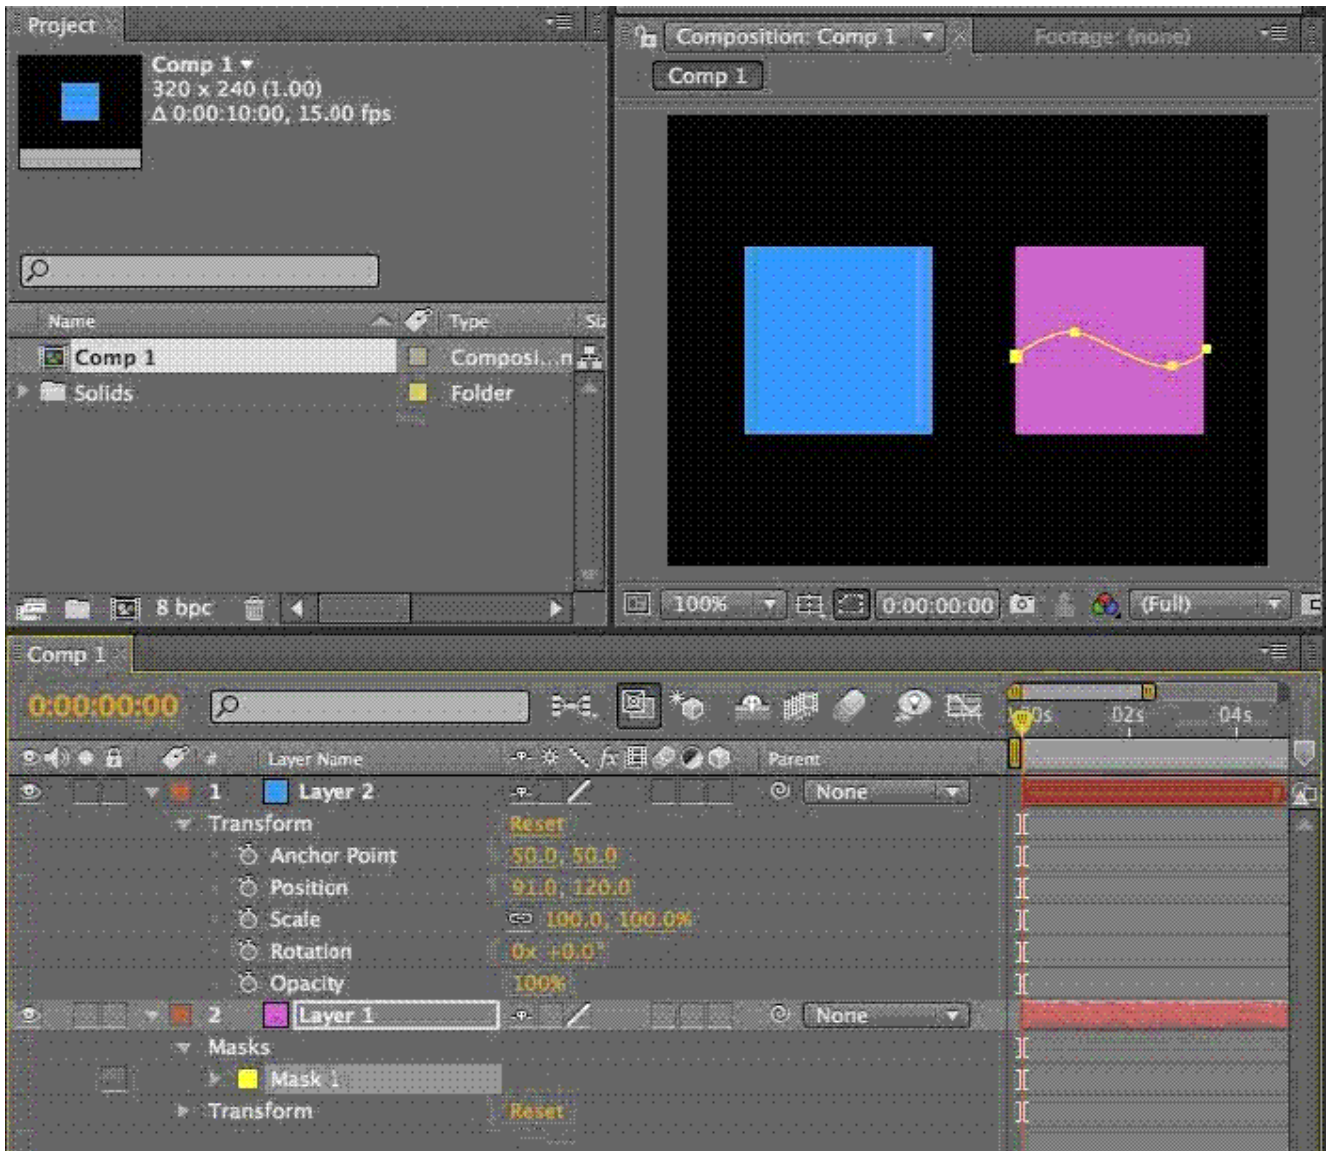 Project
Comp 1
320 x 240 (1.00)
Δ 0:00:10:00, 15.00 fps
Name Type Siz
Comp 1 Composi...n
Solids Folder
8 bpc
Composition: Comp 1 Footage: (none)
Comp 1
100% 0:00:00:00 (Full)
Comp 1
0:00:00:00
00s 02s 04s
# Layer Name fx Parent
1 Layer 2 None
Transform Reset
Anchor Point 50.0, 50.0
Position 91.0, 120.0
Scale 100.0, 100.0%
Rotation 0x +0.0°
Opacity 100%
2 Layer 1 None
Masks
Mask 1
Transform Reset